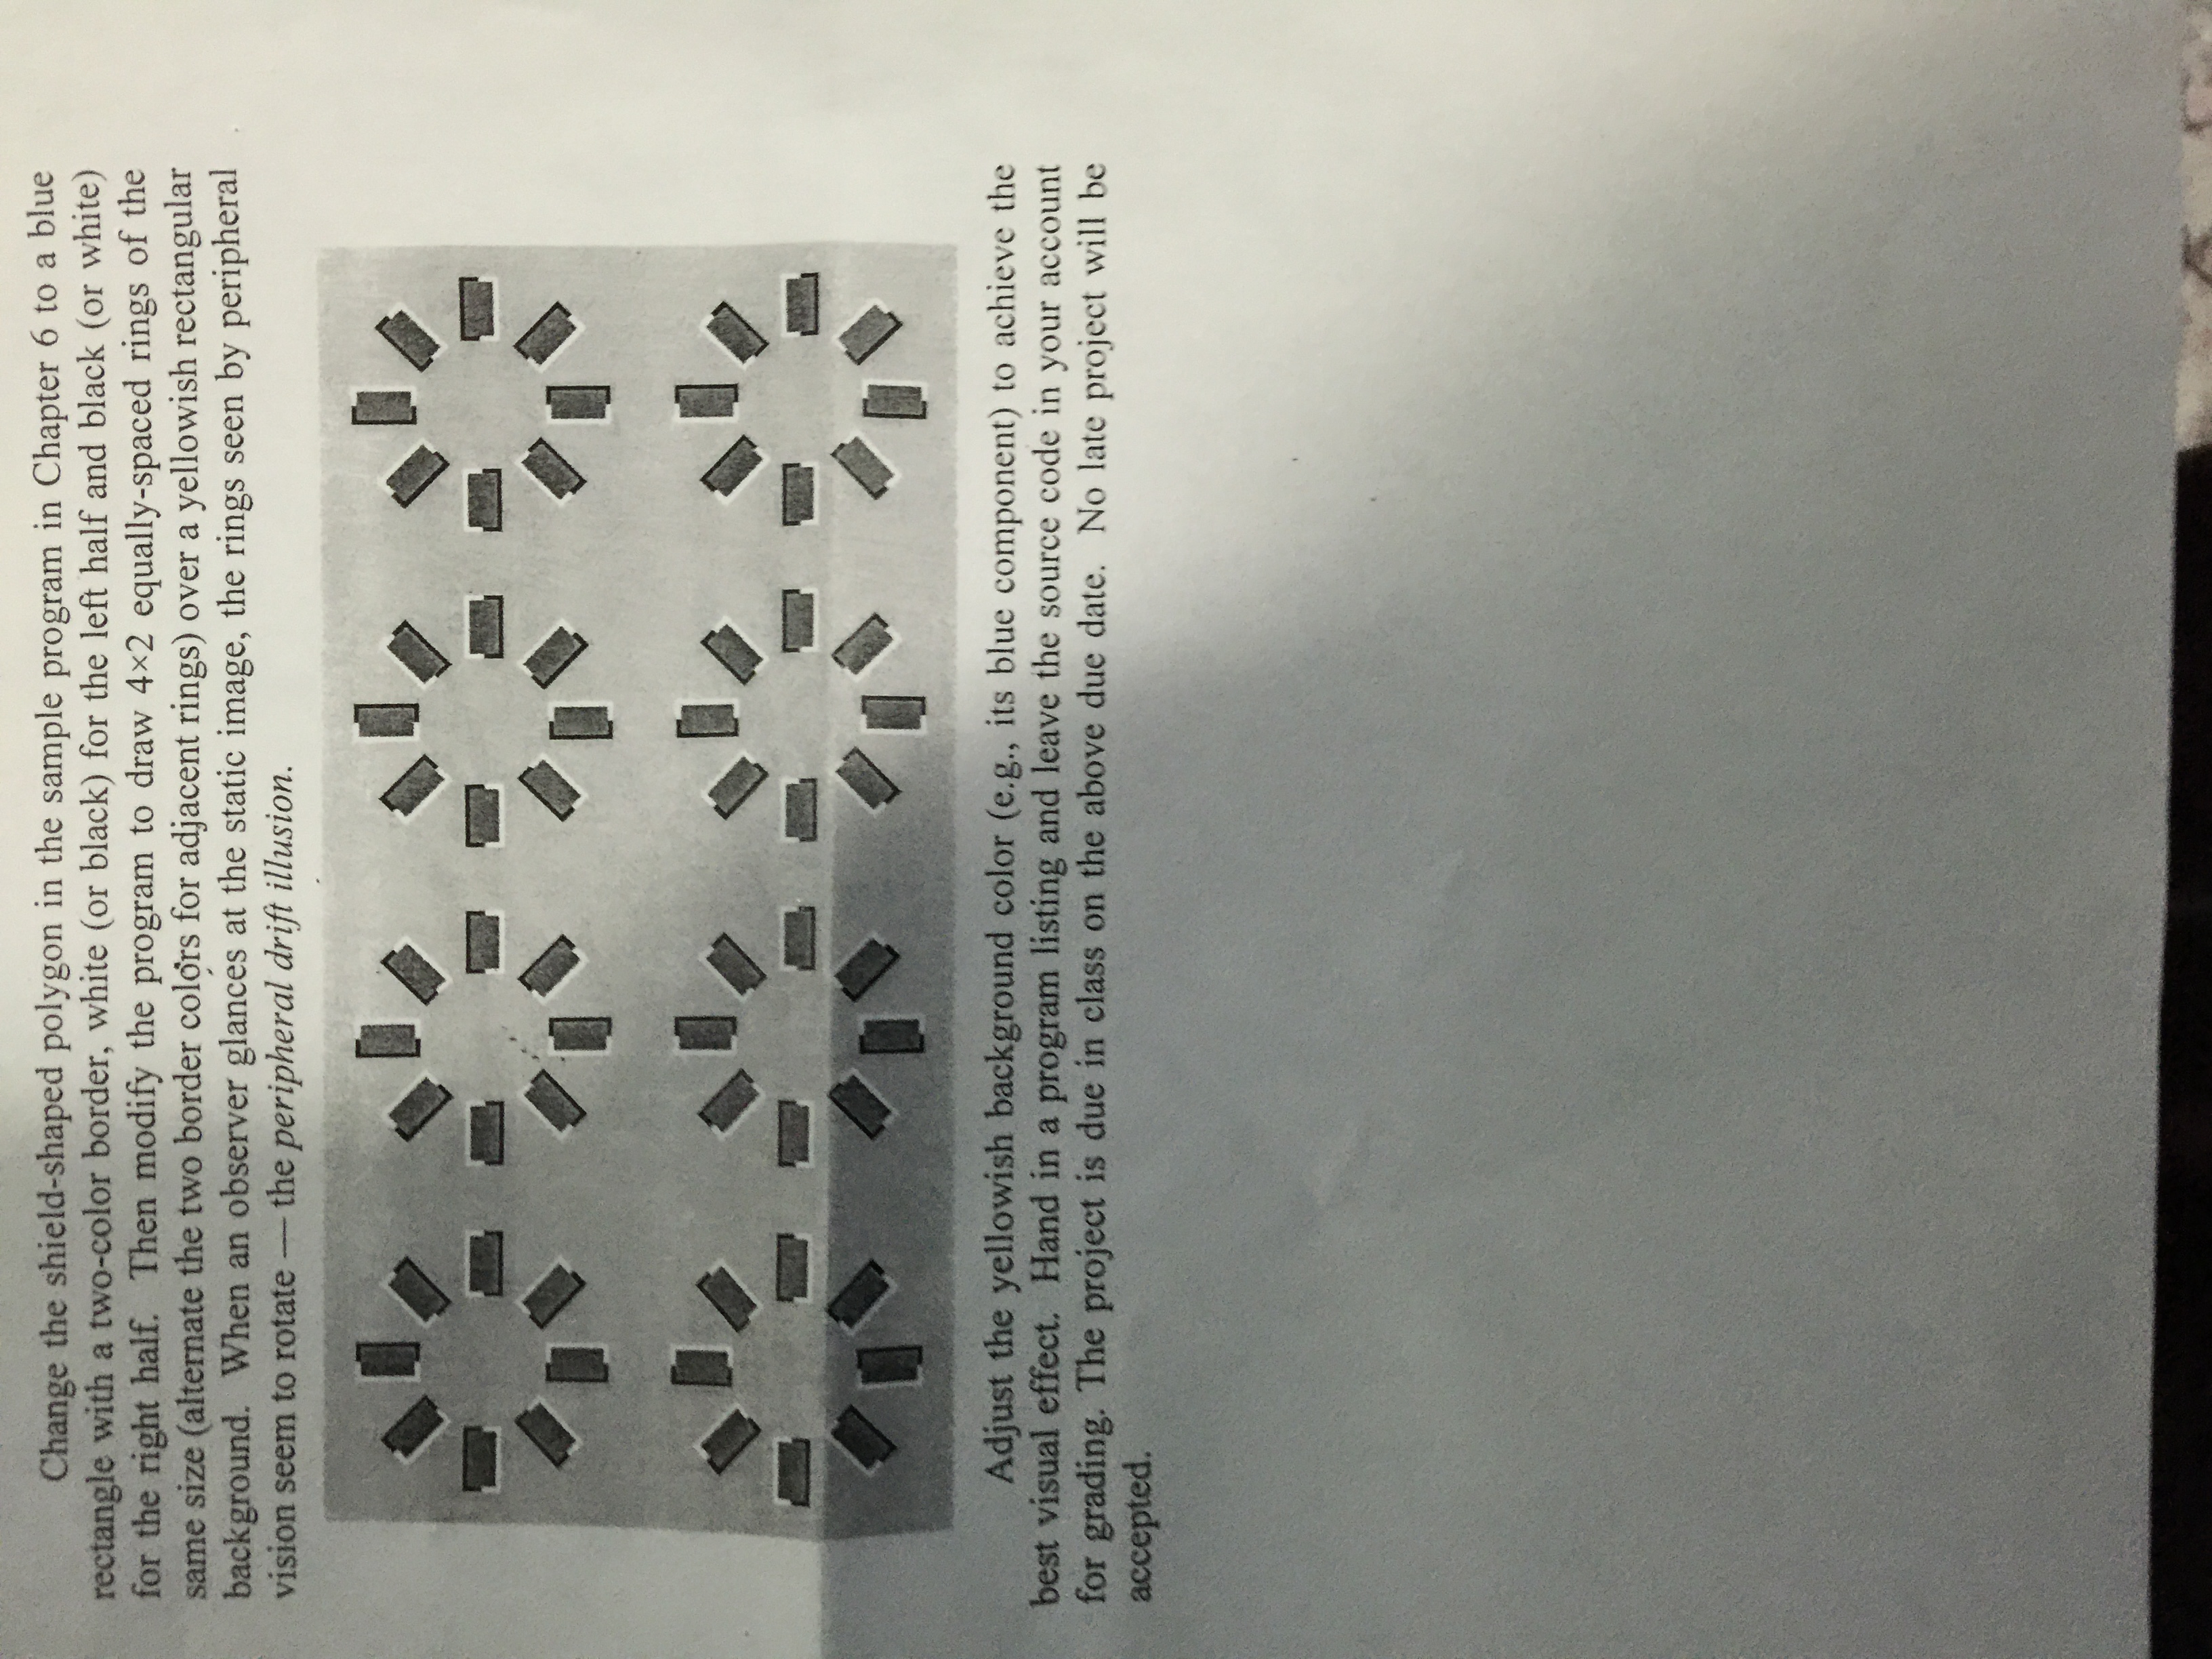 Change the shield-shaped polygon in the sample program in Chapter 6 to a blue
rectangle with a two-color border, white (or black) for the left half and black (or white)
for the right half. Then modify the program to draw 4×2 equally-spaced rings of the
same size (alternate the two border colors for adjacent rings) over a yellowish rectangular
background. When an observer glances at the static image, the rings seen by peripheral
vision seem to rotate — the peripheral drift illusion.
Adjust the yellowish background color (e.g., its blue component) to achieve the
best visual effect. Hand in a program listing and leave the source code in your account
for grading. The project is due in class on the above due date. No late project will be
accepted.